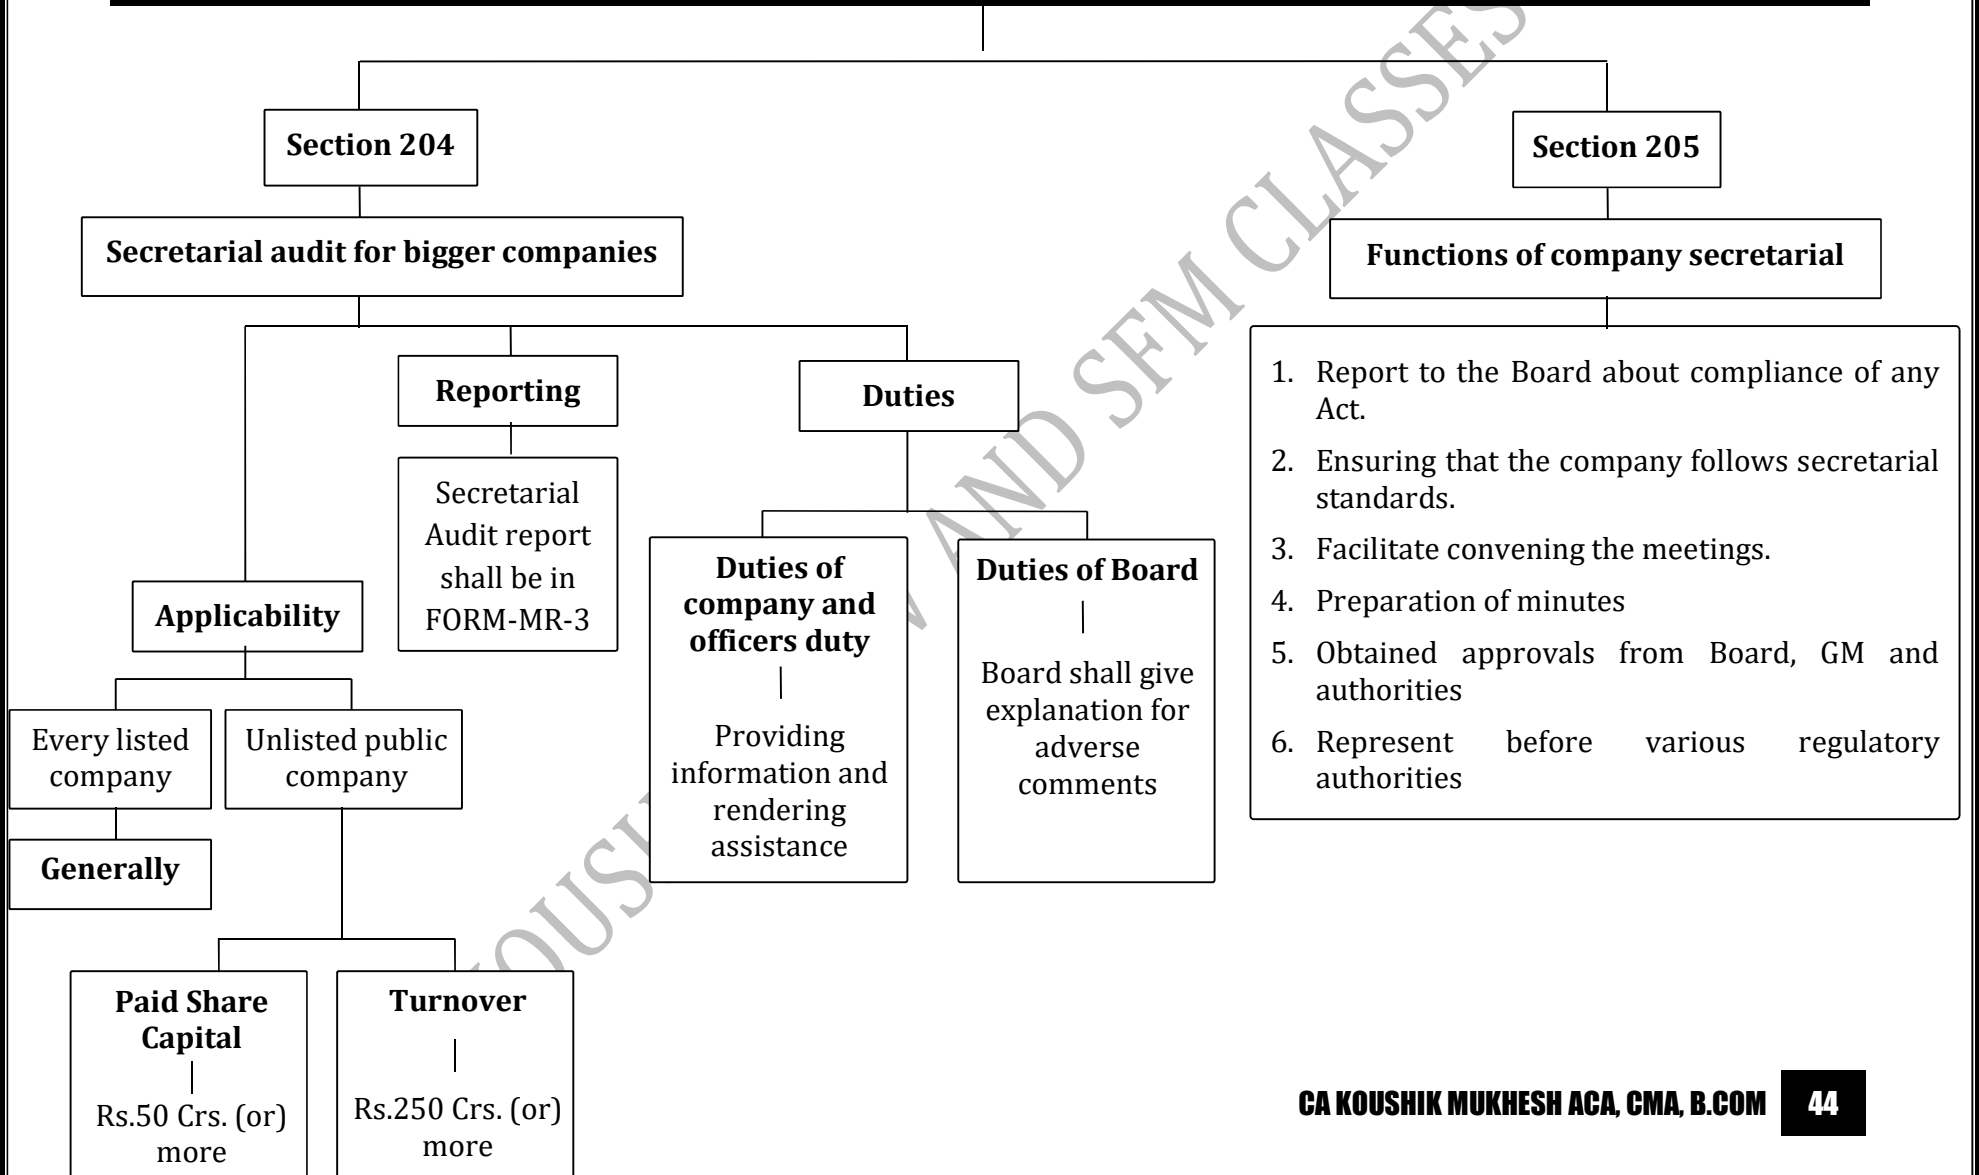 Section 204
Section 205
Secretarial audit for bigger companies
Functions of company secretarial
Reporting
Secretarial
Audit report
shall be in
FORM-MR-3
Duties
Duties of
company and
officers duty
Providing
information and
rendering
assistance
Duties of Board
Board shall give
explanation for
adverse
comments
1. Report to the Board about compliance of any
Act.
2. Ensuring that the company follows secretarial
standards.
3. Facilitate convening the meetings.
4. Preparation of minutes
5. Obtained approvals from Board, GM and
authorities
6. Represent before various regulatory
authorities
Applicability
Every listed
company
Generally
Unlisted public
company
Paid Share
Capital
Rs.50 Crs. (or)
more
Turnover
Rs.250 Crs. (or)
more
AND SFM CLASSES
CA KOUSHIK MUKHESH ACA, CMA, B.COM 44